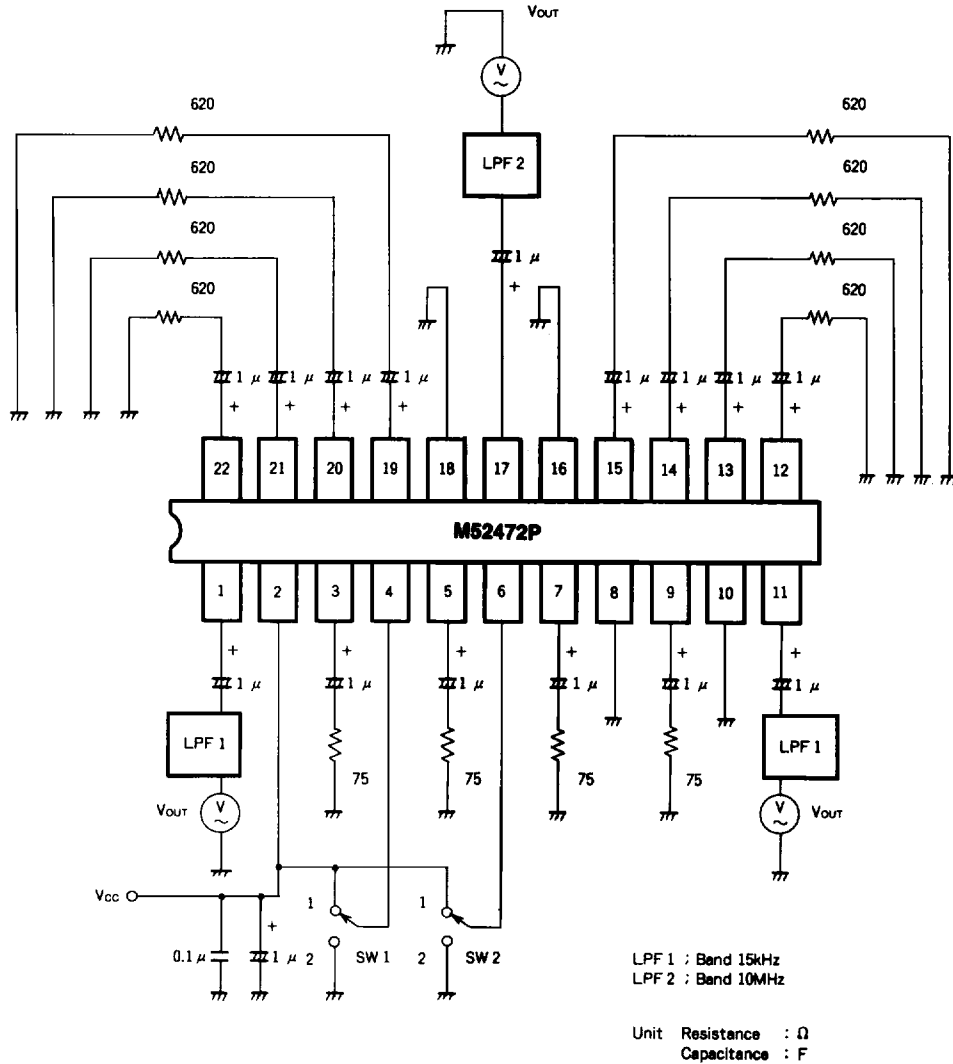 VOUT
V
~
620
620
LPF 2
620
620
620
620
1 μ
+
620
620
1 μ
1 μ
1 μ
1 μ
1 μ
1 μ
1 μ
1 μ
+
+
+
+
+
+
+
+
22
21
20
19
18
17
16
15
14
13
12
M52472P
1
2
3
4
5
6
7
8
9
10
11
+
+
+
+
+
+
1 μ
1 μ
1 μ
1 μ
1 μ
1 μ
LPF 1
LPF 1
75
75
75
75
VOUT
V
~
V
~
VOUT
VCC
1
1
+
0.1 μ
1 μ
2
SW 1
2
SW 2
LPF 1 ; Band 15kHz
LPF 2 ; Band 10MHz
Unit Resistance : Ω
Capacitance : F